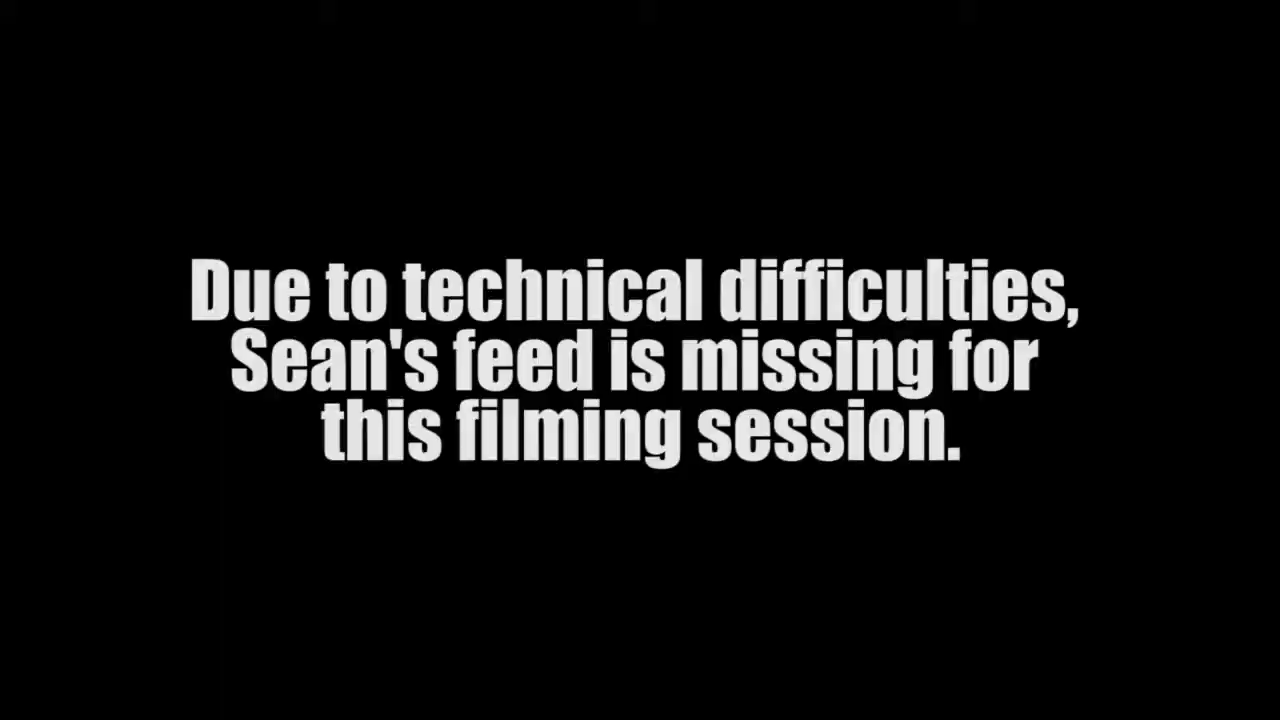 Due to technical difficulties,
Sean's feed is missing for
this filming session.